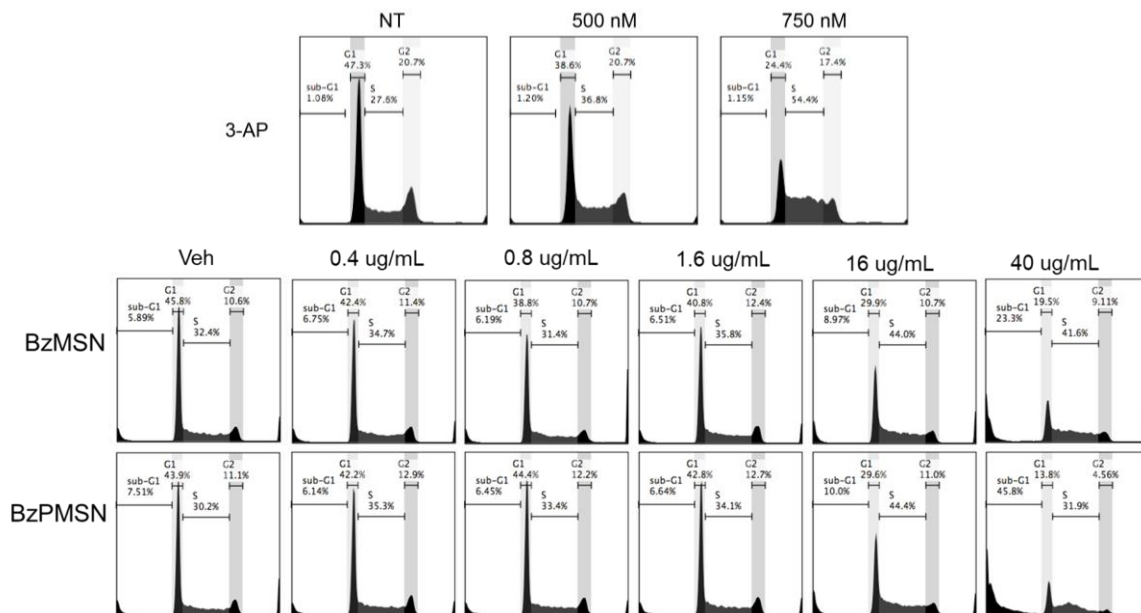 NT 500 nM 750 nM
3-AP
G1 47.3%
G2 20.7%
sub-G1 1.08%
S 27.6%
G1 38.6%
G2 20.7%
sub-G1 1.20%
S 36.8%
G1 24.4%
G2 17.4%
sub-G1 1.15%
S 54.4%
Veh 0.4 ug/mL 0.8 ug/mL 1.6 ug/mL 16 ug/mL 40 ug/mL
BzMSN
G1 45.8%
G2 10.6%
sub-G1 5.89%
S 32.4%
G1 42.4%
G2 11.4%
sub-G1 6.75%
S 34.7%
G1 38.8%
G2 10.7%
sub-G1 6.19%
S 31.4%
G1 40.8%
G2 12.4%
sub-G1 6.51%
S 35.8%
G1 29.9%
G2 10.7%
sub-G1 8.97%
S 44.0%
G1 19.5%
G2 9.11%
sub-G1 23.3%
S 41.6%
BzPMSN
G1 43.9%
G2 11.1%
sub-G1 7.51%
S 30.2%
G1 42.2%
G2 12.9%
sub-G1 6.14%
S 35.3%
G1 44.4%
G2 12.2%
sub-G1 6.45%
S 33.4%
G1 42.8%
G2 12.7%
sub-G1 6.64%
S 34.1%
G1 29.6%
G2 11.0%
sub-G1 10.0%
S 44.4%
G1 13.8%
G2 4.56%
sub-G1 45.8%
S 31.9%